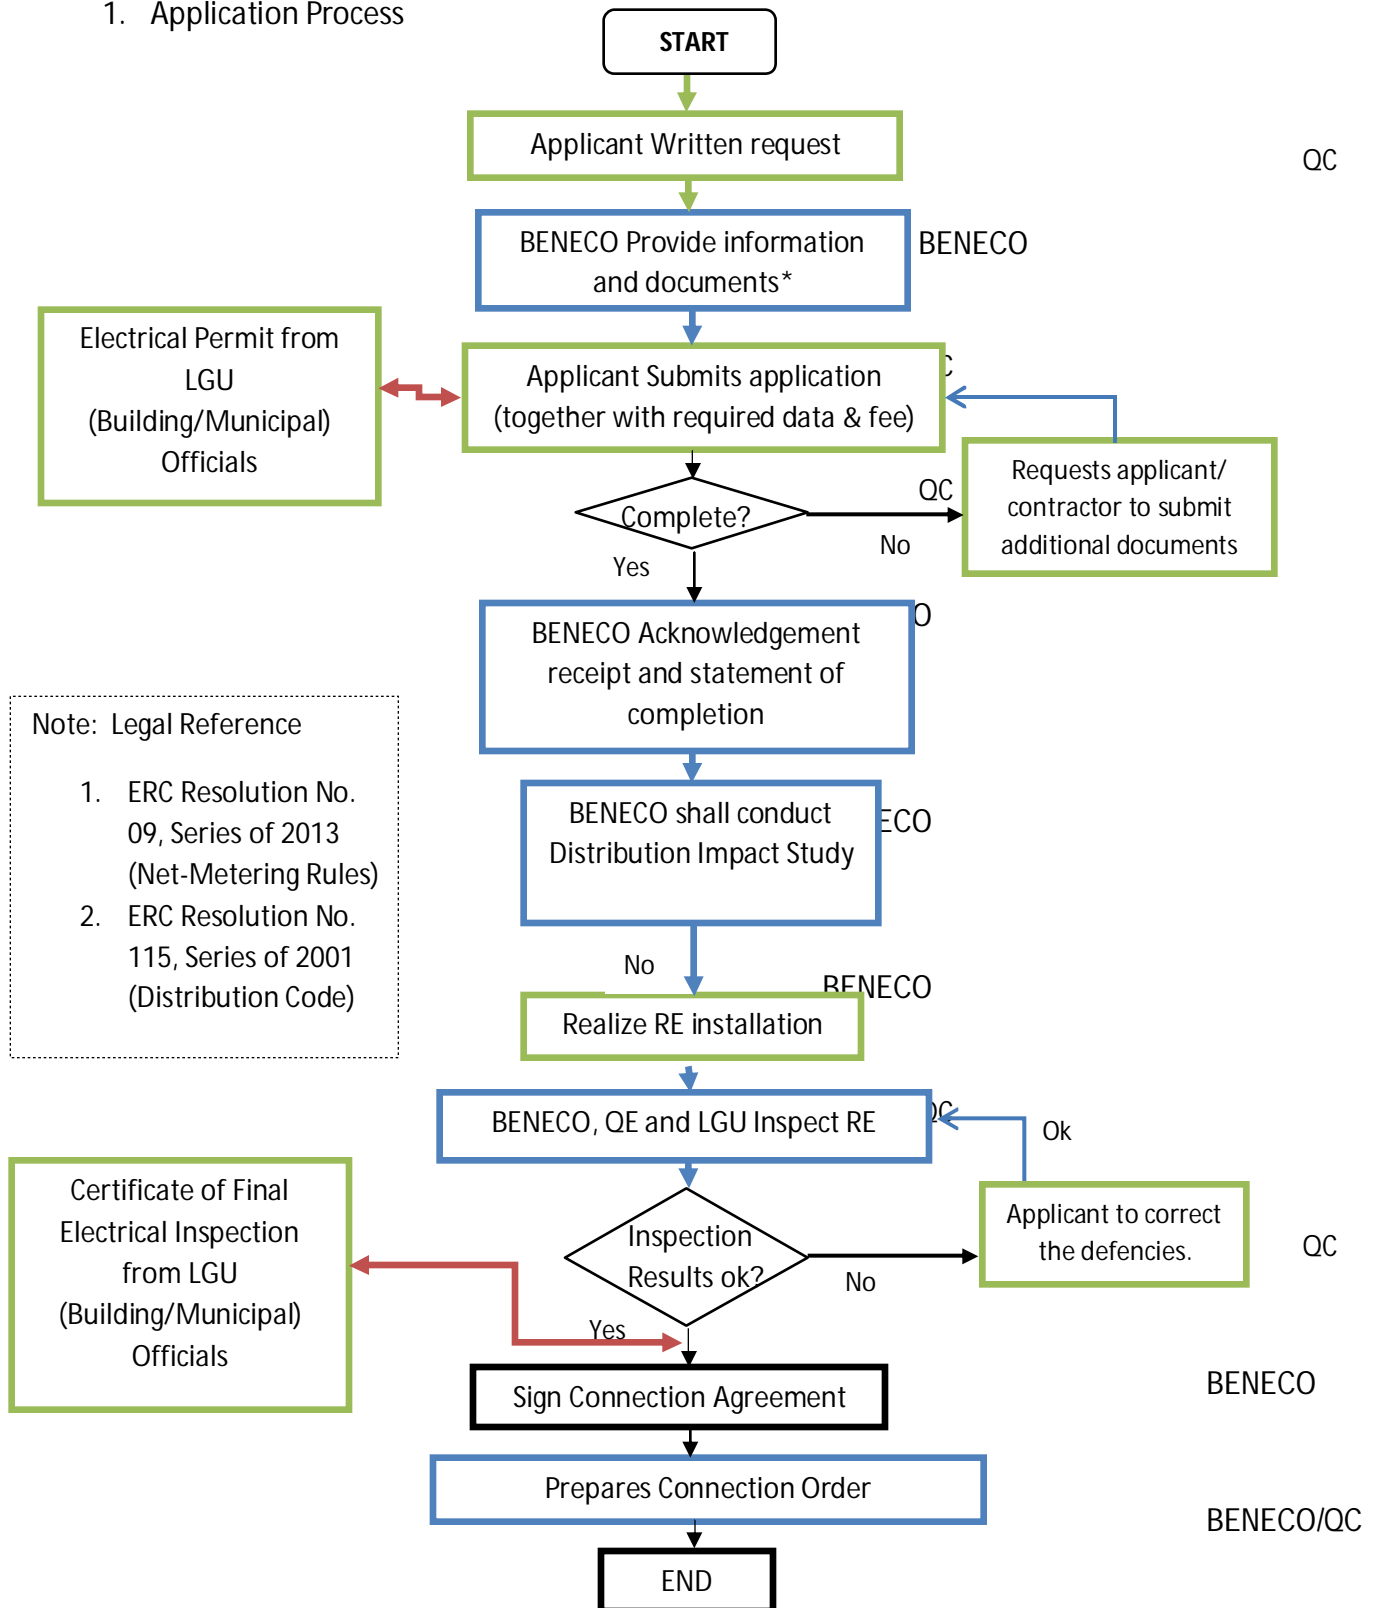 1. Application Process
START
Applicant Written request
QC
BENECO Provide information
and documents*
BENECO
Electrical Permit from
LGU
(Building/Municipal)
Officials
Applicant Submits application
(together with required data & fee)
Requests applicant/
contractor to submit
additional documents
QC
Complete?
No
Yes
BENECO Acknowledgement
receipt and statement of
completion
O
Note: Legal Reference
1. ERC Resolution No.
09, Series of 2013
(Net-Metering Rules)
2. ERC Resolution No.
115, Series of 2001
(Distribution Code)
BENECO shall conduct
Distribution Impact Study
ECO
No
BENECO
Realize RE installation
BENECO, QE and LGU Inspect RE
QC
Ok
Certificate of Final
Electrical Inspection
from LGU
(Building/Municipal)
Officials
Inspection
Results ok?
No
Applicant to correct
the defencies.
QC
Yes
Sign Connection Agreement
BENECO
Prepares Connection Order
BENECO/QC
END